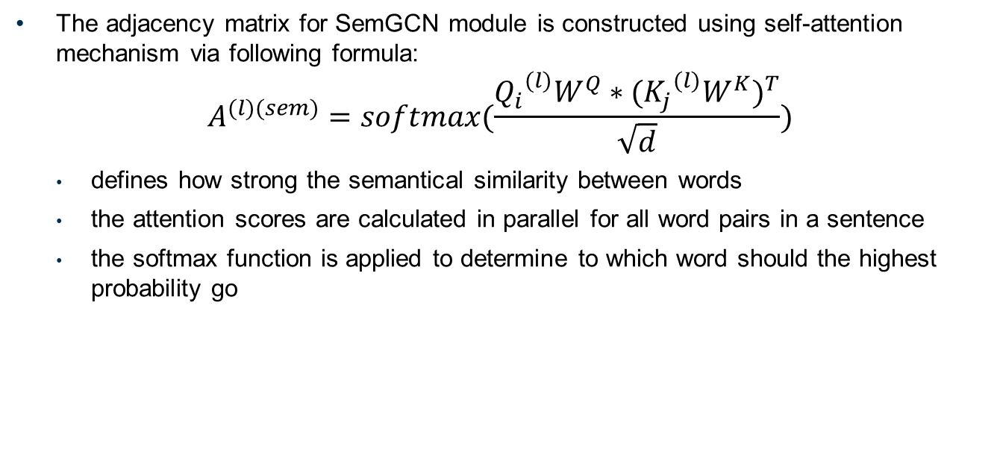 • The adjacency matrix for SemGCN module is constructed using self-attention
mechanism via following formula:
A^{(l)(sem)} = softmax(\frac{Q_i^{(l)}W^Q * (K_j^{(l)}W^K)^T}{\sqrt{d}})
• defines how strong the semantical similarity between words
• the attention scores are calculated in parallel for all word pairs in a sentence
• the softmax function is applied to determine to which word should the highest
probability go